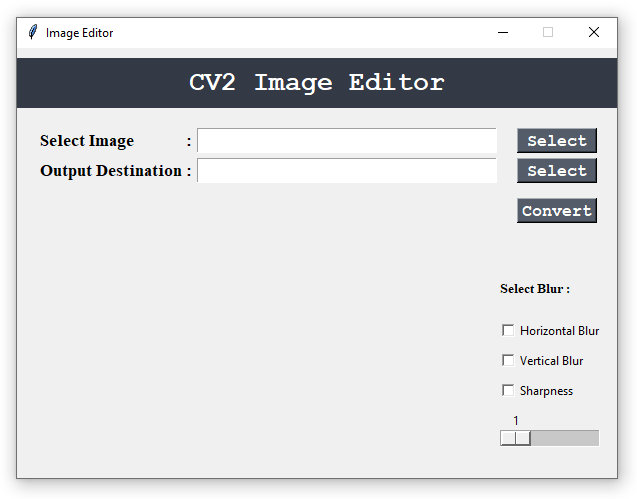 Image Editor
CV2 Image Editor
Select Image : Select
Output Destination : Select
Convert
Select Blur :
Horizontal Blur
Vertical Blur
Sharpness
1